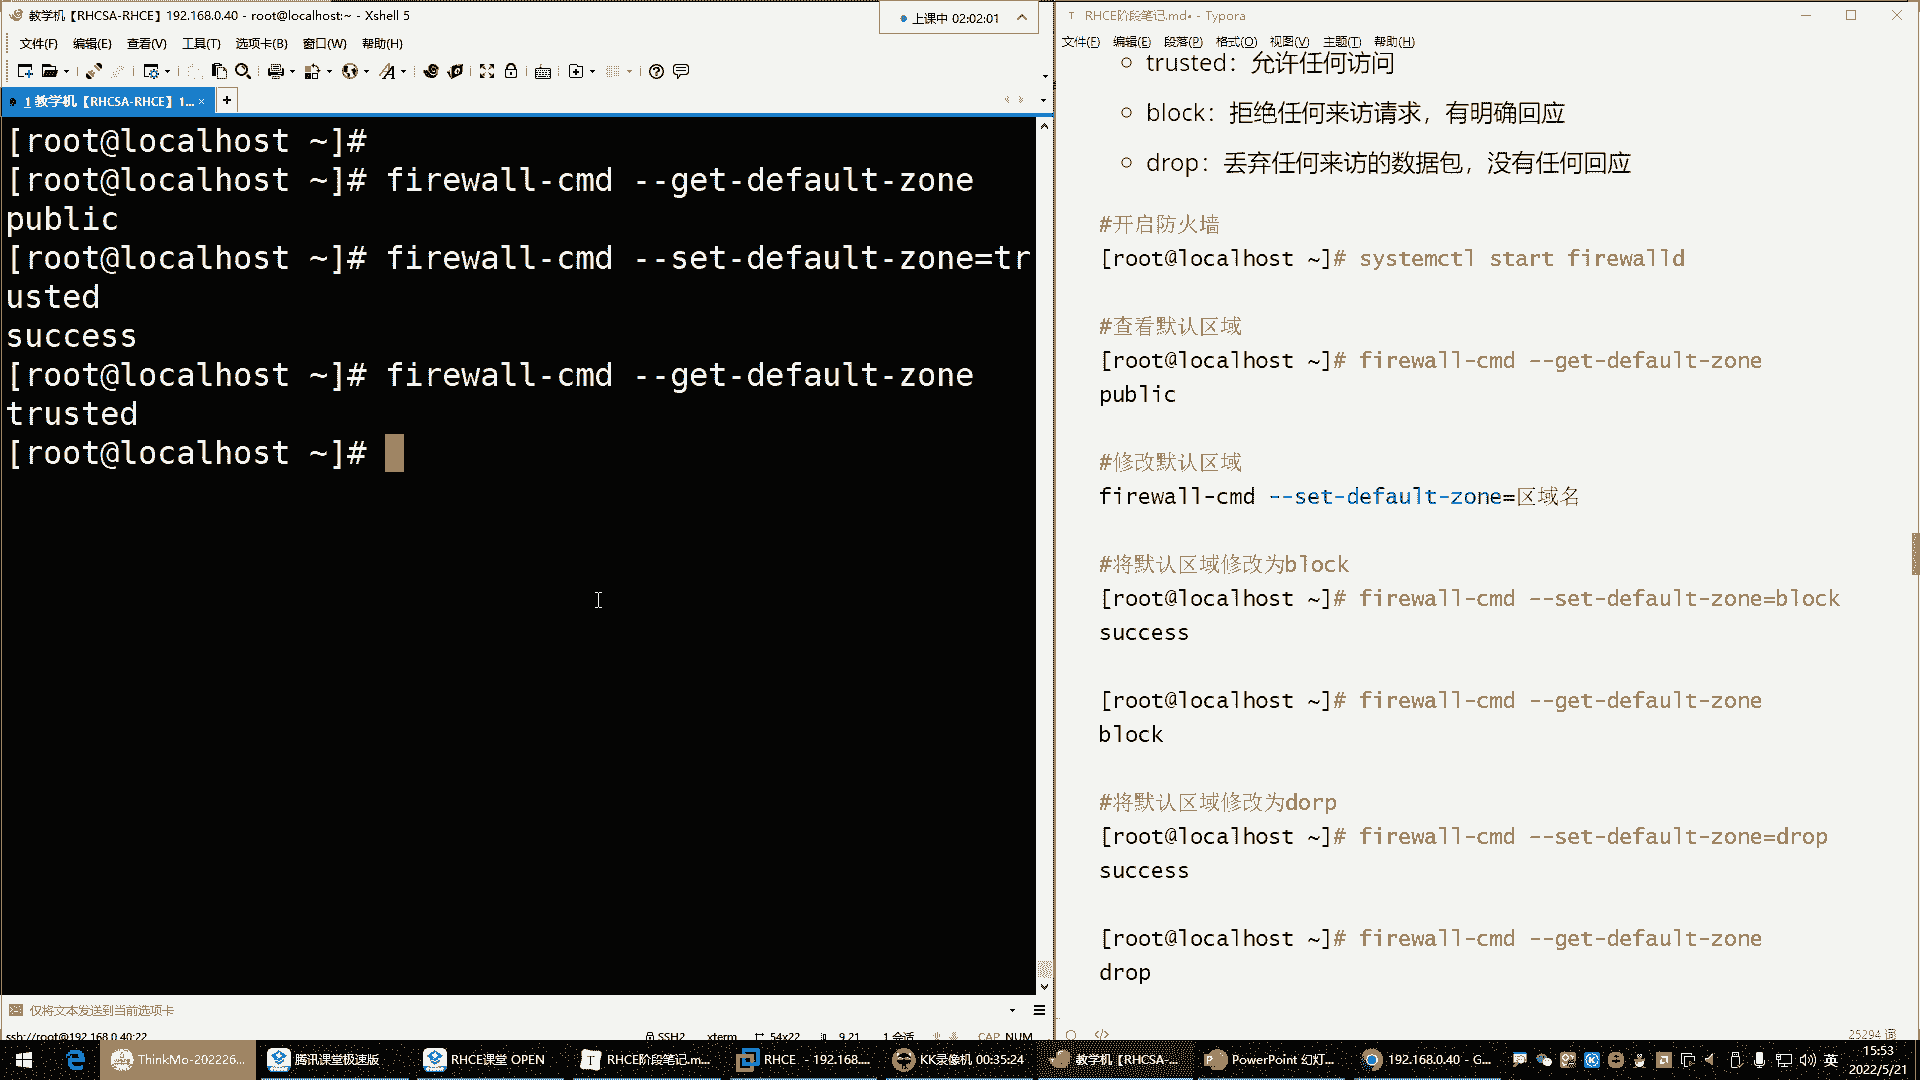 教学机【RHCSA-RHCE】192.168.0.40 - root@localhost:~ - Xshell 5
上课中 02:02:01
文件(F) 编辑(E) 查看(V) 工具(T) 选项卡(B) 窗口(W) 帮助(H)
1 教学机【RHCSA-RHCE】1...
[root@localhost ~]#
[root@localhost ~]# firewall-cmd --get-default-zone
public
[root@localhost ~]# firewall-cmd --set-default-zone=tr
usted
success
[root@localhost ~]# firewall-cmd --get-default-zone
trusted
[root@localhost ~]#
仅将文本发送到当前选项卡
ssh://root@192.168.0.40:22 SSH2 xterm 54x22 9,21 1 会话 CAP NUM
RHCE阶段笔记.md• - Typora
文件(F) 编辑(E) 段落(P) 格式(O) 视图(V) 主题(T) 帮助(H)
trusted：允许任何访问
block：拒绝任何来访请求，有明确回应
drop：丢弃任何来访的数据包，没有任何回应
#开启防火墙
[root@localhost ~]# systemctl start firewalld
#查看默认区域
[root@localhost ~]# firewall-cmd --get-default-zone
public
#修改默认区域
firewall-cmd --set-default-zone=区域名
#将默认区域修改为block
[root@localhost ~]# firewall-cmd --set-default-zone=block
success
[root@localhost ~]# firewall-cmd --get-default-zone
block
#将默认区域修改为dorp
[root@localhost ~]# firewall-cmd --set-default-zone=drop
success
[root@localhost ~]# firewall-cmd --get-default-zone
drop
25294 词
ThinkMo-202226... 腾讯课堂极速版 RHCE课堂 OPEN RHCE阶段笔记.m... RHCE - 192.168.... KK录像机 00:35:24 教学机【RHCSA-... PowerPoint 幻灯... 192.168.0.40 - G... 英
15:53
2022/5/21